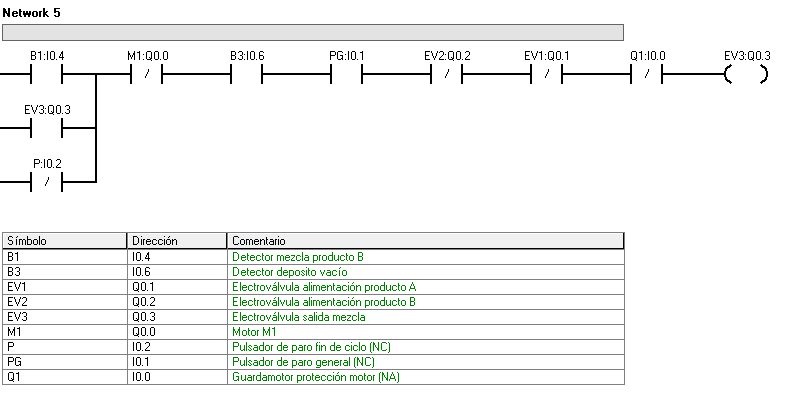 Network 5
B1:I0.4 M1:Q0.0 B3:I0.6 PG:I0.1 EV2:Q0.2 EV1:Q0.1 Q1:I0.0 EV3:Q0.3
EV3:Q0.3
P:I0.2
Símbolo Dirección Comentario
B1 I0.4 Detector mezcla producto B
B3 I0.6 Detector deposito vacío
EV1 Q0.1 Electroválvula alimentación producto A
EV2 Q0.2 Electroválvula alimentación producto B
EV3 Q0.3 Electroválvula salida mezcla
M1 Q0.0 Motor M1
P I0.2 Pulsador de paro fin de ciclo (NC)
PG I0.1 Pulsador de paro general (NC)
Q1 I0.0 Guardamotor protección motor (NA)